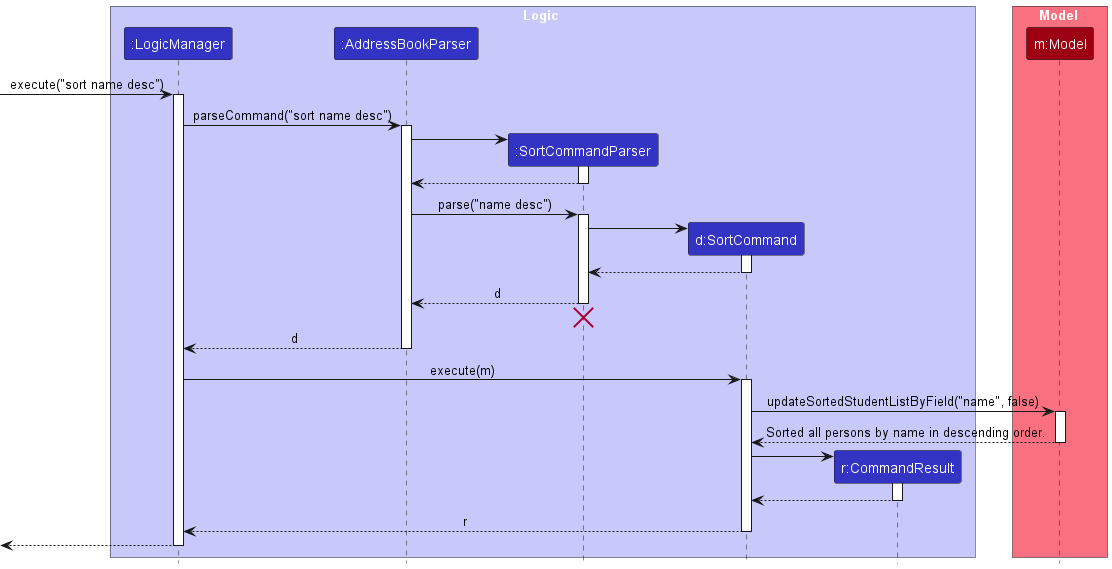 Logic
Model
:LogicManager
:AddressBookParser
m:Model
execute("sort name desc")
parseCommand("sort name desc")
:SortCommandParser
parse("name desc")
d:SortCommand
d
d
execute(m)
updateSortedStudentListByField("name", false)
Sorted all persons by name in descending order.
r:CommandResult
r